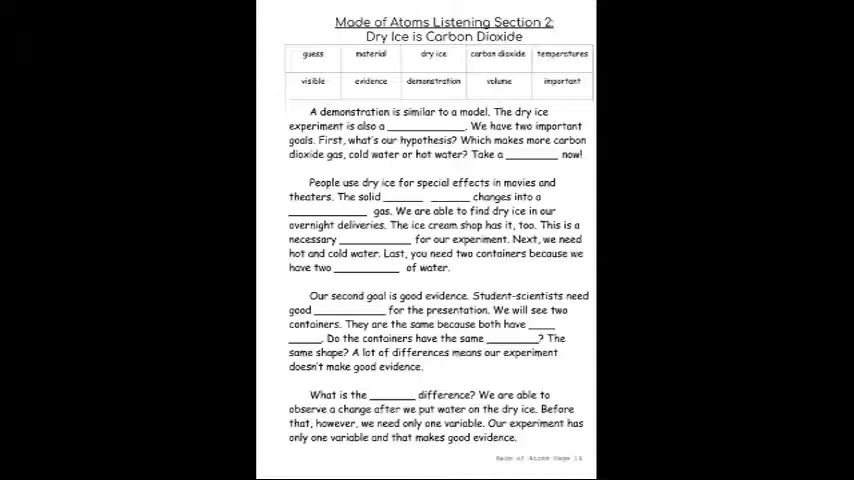 Made of Atoms Listening Section 2:
Dry Ice is Carbon Dioxide
guess material dry ice carbon dioxide temperatures
visible evidence demonstration volume important
A demonstration is similar to a model. The dry ice
experiment is also a ______________. We have two important
goals. First, what's our hypothesis? Which makes more carbon
dioxide gas, cold water or hot water? Take a _________ now!
People use dry ice for special effects in movies and
theaters. The solid _______ _______ changes into a
______________ gas. We are able to find dry ice in our
overnight deliveries. The ice cream shop has it, too. This is a
necessary _____________ for our experiment. Next, we need
hot and cold water. Last, you need two containers because we
have two ____________ of water.
Our second goal is good evidence. Student-scientists need
good _____________ for the presentation. We will see two
containers. They are the same because both have _____
______. Do the containers have the same _________? The
same shape? A lot of differences means our experiment
doesn't make good evidence.
What is the ________ difference? We are able to
observe a change after we put water on the dry ice. Before
that, however, we need only one variable. Our experiment has
only one variable and that makes good evidence.
Made of Atoms Page